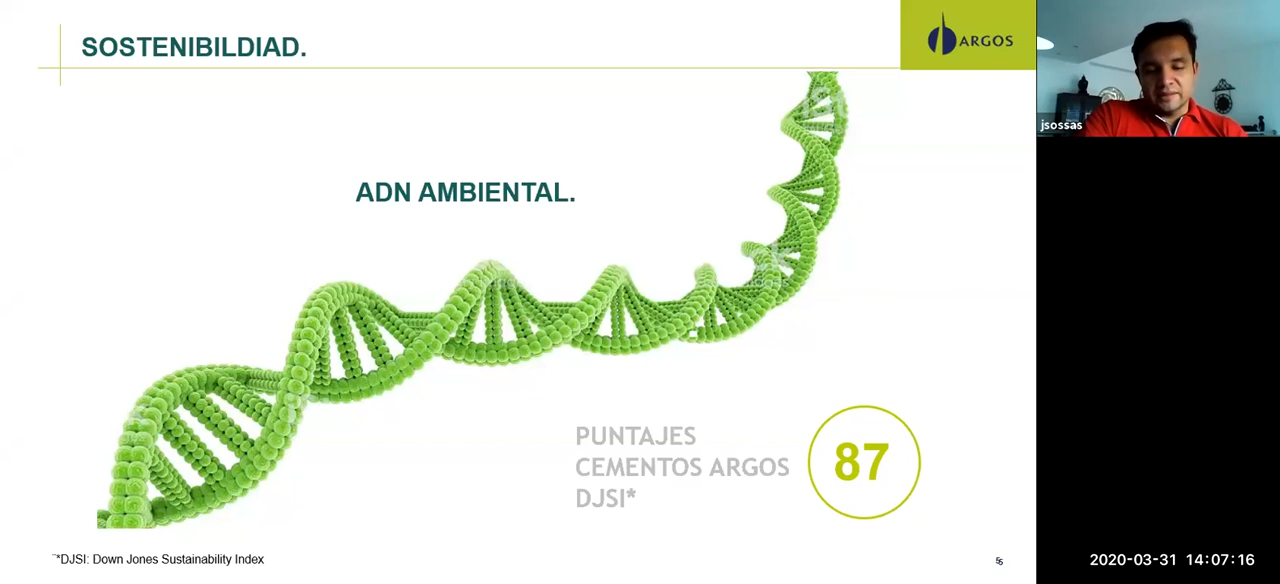 SOSTENIBILDIAD.
ARGOS
jsossas
ADN AMBIENTAL.
PUNTAJES
CEMENTOS ARGOS
DJSI*
87
*DJSI: Down Jones Sustainability Index
2020-03-31 14:07:16